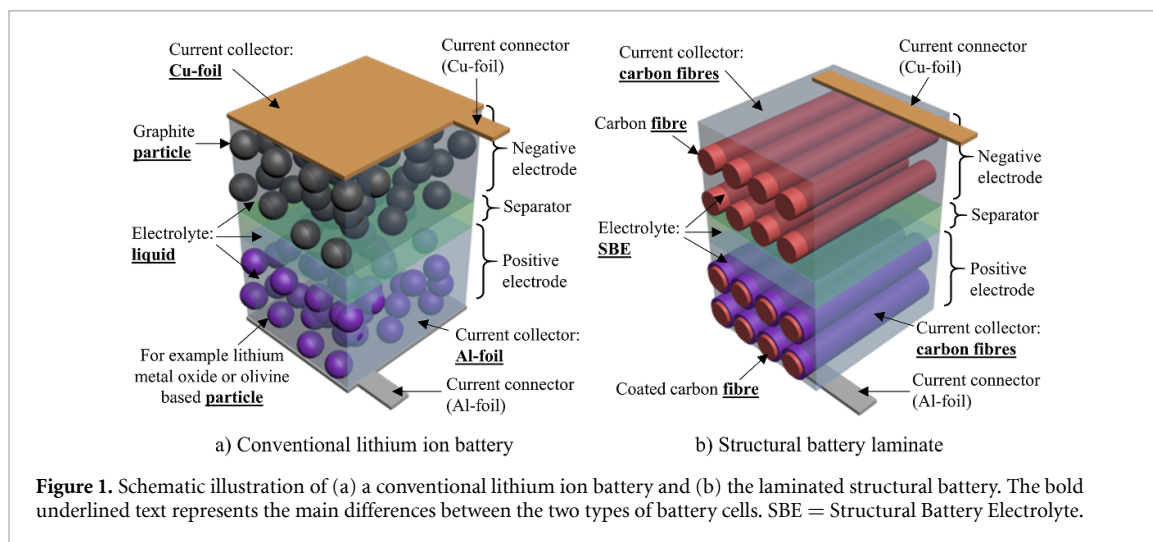 Current collector:
Cu-foil
Current connector
(Cu-foil)
Graphite
particle
Negative
electrode
Separator
Electrolyte:
liquid
Positive
electrode
For example lithium
metal oxide or olivine
based particle
Current collector:
Al-foil
Current connector
(Al-foil)
a) Conventional lithium ion battery
Current collector:
carbon fibres
Current connector
(Cu-foil)
Carbon fibre
Negative
electrode
Separator
Electrolyte:
SBE
Positive
electrode
Current collector:
carbon fibres
Coated carbon fibre
Current connector
(Al-foil)
b) Structural battery laminate
Figure 1. Schematic illustration of (a) a conventional lithium ion battery and (b) the laminated structural battery. The bold
underlined text represents the main differences between the two types of battery cells. SBE = Structural Battery Electrolyte.